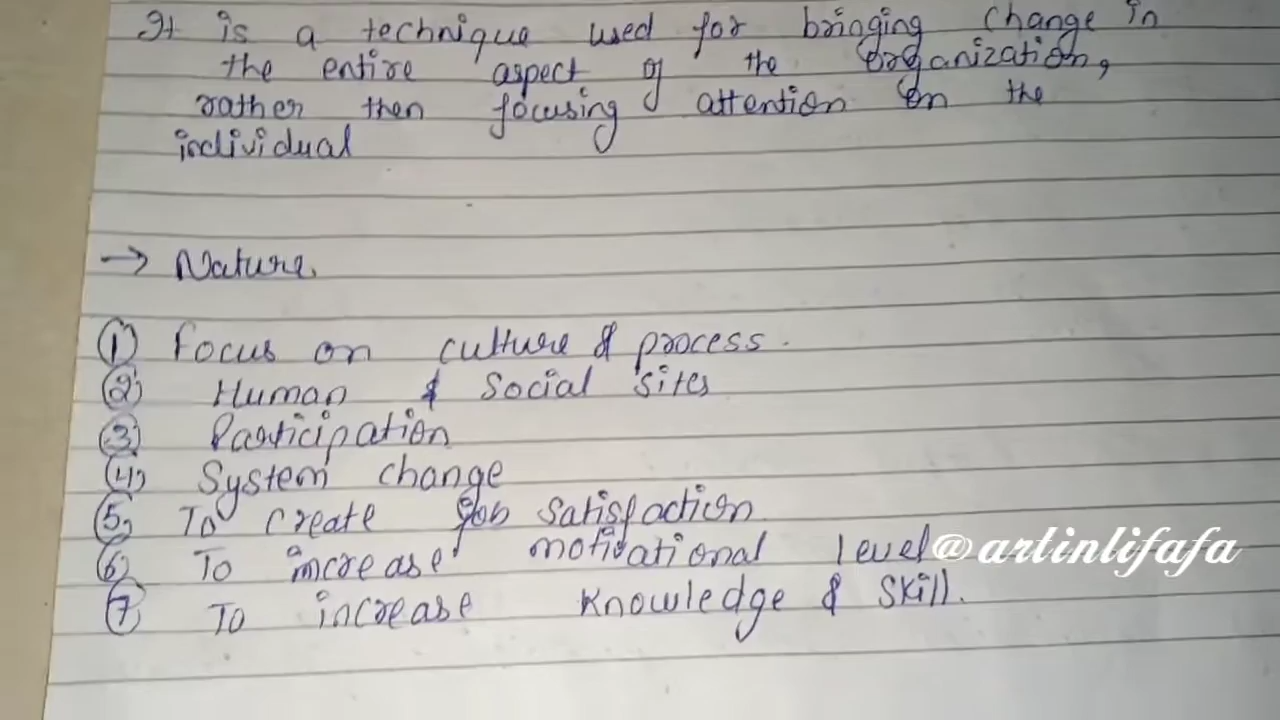 It is a technique used for bringing change in
the entire aspect of the organization,
rather then focusing attention on the
individual
→ Nature.
① Focus on culture & process.
② Human & Social sites
③ Participation
④ System change
⑤ To create job satisfaction
⑥ To increase motivational level
@artinlifafa
⑦ To increase knowledge & skill.